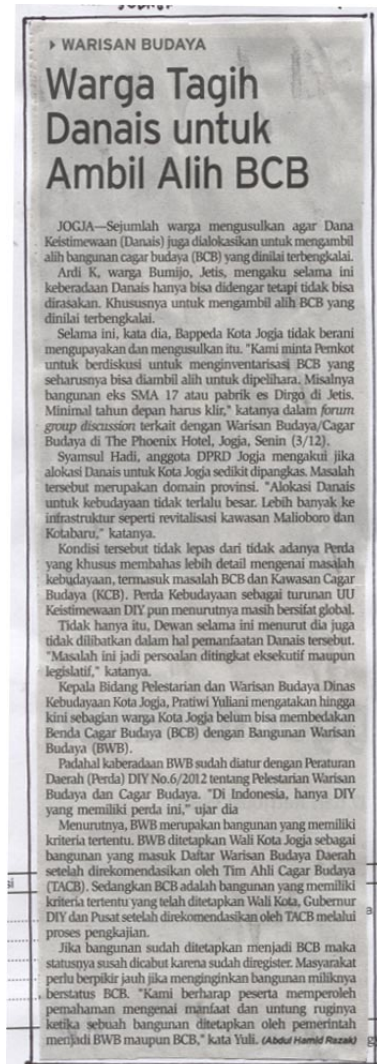 WARISAN BUDAYA
Warga Tagih
Danais untuk
Ambil Alih BCB
JOGJA—Sejumlah warga mengusulkan agar Dana
Keistimewaan (Danais) juga dialokasikan untuk mengambil
alih bangunan cagar budaya (BCB) yang dinilai terbengkalai.
Ardi K, warga Bumijo, Jetis, mengaku selama ini
keberadaan Danais hanya bisa didengar tetapi tidak bisa
dirasakan. Khususnya untuk mengambil alih BCB yang
dinilai terbengkalai.
Selama ini, kata dia, Bappeda Kota Jogja tidak berani
mengupayakan dan mengusulkan itu. "Kami minta Pemkot
untuk berdiskusi untuk menginventarisasi BCB yang
seharusnya bisa diambil alih untuk dipelihara. Misalnya
bangunan eks SMA 17 atau pabrik es Dirgo di Jetis.
Minimal tahun depan harus klir," katanya dalam forum
group discussion terkait dengan Warisan Budaya/Cagar
Budaya di The Phoenix Hotel, Jogja, Senin (3/12).
Syamsul Hadi, anggota DPRD Jogja mengakui jika
alokasi Danais untuk Kota Jogja sedikit dipangkas. Masalah
tersebut merupakan domain provinsi. "Alokasi Danais
untuk kebudayaan tidak terlalu besar. Lebih banyak ke
infrastruktur seperti revitalisasi kawasan Malioboro dan
Kotabaru," katanya.
Kondisi tersebut tidak lepas dari tidak adanya Perda
yang khusus membahas lebih detail mengenai masalah
kebudayaan, termasuk masalah BCB dan Kawasan Cagar
Budaya (KCB). Perda Kebudayaan sebagai turunan UU
Keistimewaan DIY pun menurutnya masih bersifat global.
Tidak hanya itu, Dewan selama ini menurut dia juga
tidak dilibatkan dalam hal pemanfaatan Danais tersebut.
"Masalah ini jadi persoalan ditingkat eksekutif maupun
legislatif," katanya.
Kepala Bidang Pelestarian dan Warisan Budaya Dinas
Kebudayaan Kota Jogja, Pratiwi Yuliani mengatakan hingga
kini sebagian warga Kota Jogja belum bisa membedakan
Benda Cagar Budaya (BCB) dengan Bangunan Warisan
Budaya (BWB).
Padahal kaberadaan BWB sudah diatur dengan Peraturan
Daerah (Perda) DIY No.6/2012 tentang Pelestarian Warisan
Budaya dan Cagar Budaya. "Di Indonesia, hanya DIY
yang memiliki perda ini," ujar dia
Menurutnya, BWB merupakan bangunan yang memiliki
kriteria tertentu. BWB ditetapkan Wali Kota Jogja sebagai
bangunan yang masuk Daftar Warisan Budaya Daerah
setelah direkomendasikan oleh Tim Ahli Cagar Budaya
(TACB). Sedangkan BCB adalah bangunan yang memiliki
kriteria tertentu yang telah ditetapkan Wali Kota, Gubernur
DIY dan Pusat setelah direkomendasikan oleh TACB melalui
proses pengkajian.
Jika bangunan sudah ditetapkan menjadi BCB maka
statusnya susah dicabut karena sudah diregister. Masyarakat
perlu berpikir jauh jika menginginkan bangunan miliknya
berstatus BCB. "Kami berharap peserta memperoleh
pemahaman mengenai manfaat dan untung ruginya
ketika sebuah bangunan ditetapkan oleh pemerintah
menjadi BWB maupun BCB," kata Yuli. (Abdul Hamid Razak)